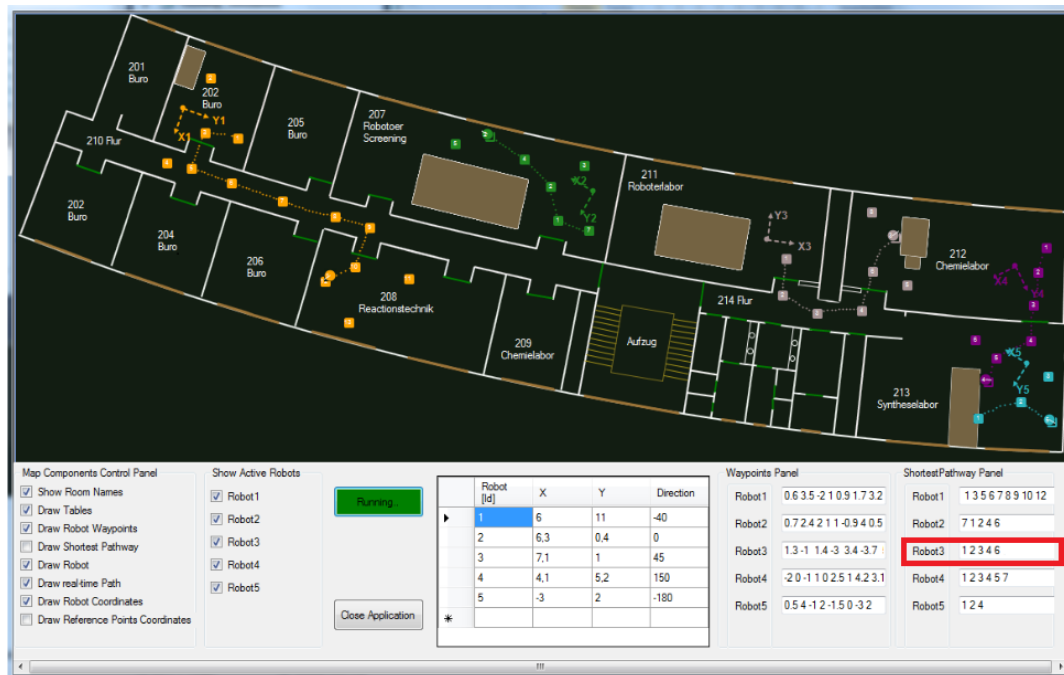 201
Buro
202
Buro
Y1
X1
205
Buro
207
Robotoer
Screening
210 Flur
X2
Y2
211
Roboterlabor
Y3
X3
202
Buro
204
Buro
206
Buro
208
Reactionstechnik
209
Chemielabor
Aufzug
214 Flur
212
Chemielabor
X4
Y4
X5
Y5
213
Syntheselabor
Map Components Control Panel
Show Room Names
Draw Tables
Draw Robot Waypoints
Draw Shortest Pathway
Draw Robot
Draw real-time Path
Draw Robot Coordinates
Draw Reference Points Coordinates
Show Active Robots
Robot1
Robot2
Robot3
Robot4
Robot5
Running..
Close Application
Robot [Id] X Y Direction
1 6 11 -40
2 6,3 0,4 0
3 7,1 1 45
4 4,1 5,2 150
5 -3 2 -180
Waypoints Panel
Robot1 0.6 3.5 -2 1 0.9 1.7 3.2
Robot2 0.7 2.4 2 1 1 -0.9 4 0.5
Robot3 1.3 -1 1.4 -3 3.4 -3.7
Robot4 -2 0 -1 1 0 2.5 1 4.2 3.1
Robot5 0.5 4 -1 2 -1.5 0 -3 2
ShortestPathway Panel
Robot1 1 3 5 6 7 8 9 10 12
Robot2 7 1 2 4 6
Robot3 1 2 3 4 6
Robot4 1 2 3 4 5 7
Robot5 1 2 4